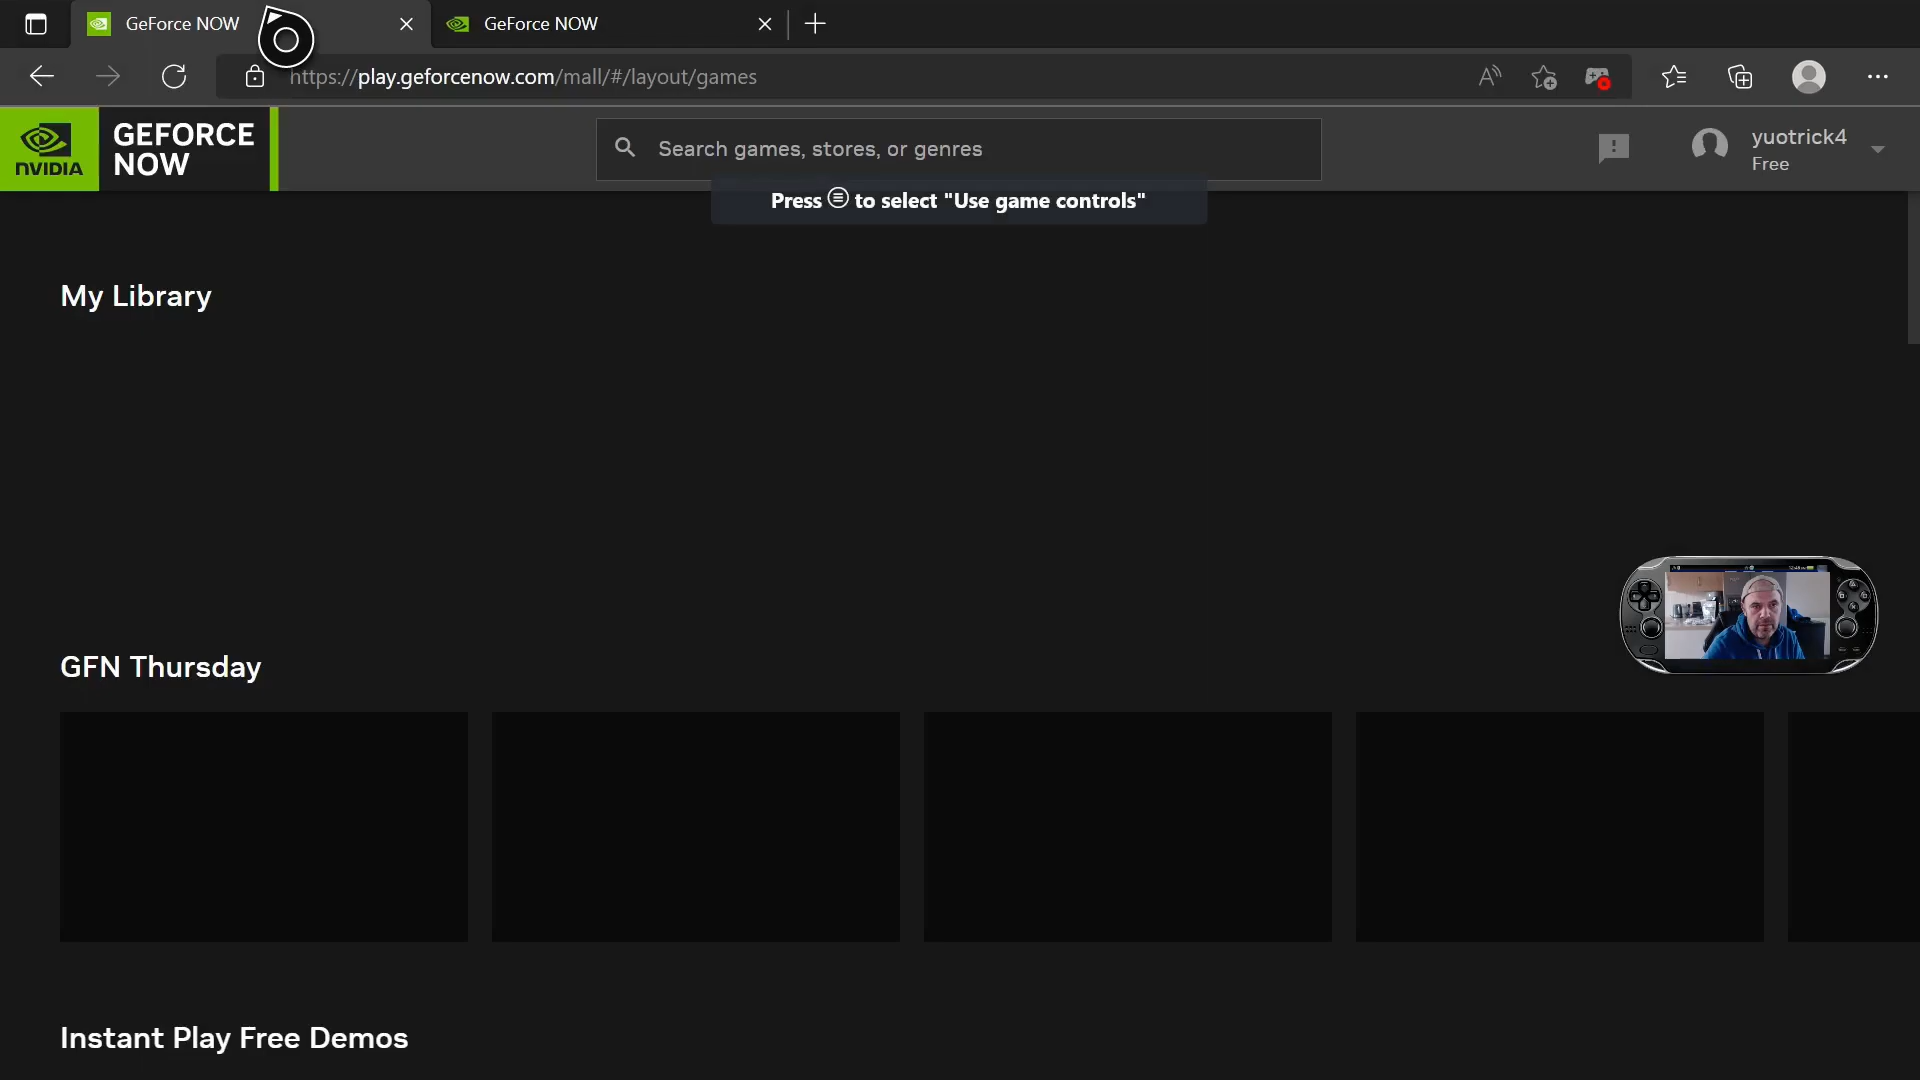 GeForce NOW
GeForce NOW
https://play.geforcenow.com/mall/#/layout/games
NVIDIA
GEFORCE
NOW
Search games, stores, or genres
yuotrick4
Free
Press to select "Use game controls"
My Library
GFN Thursday
Instant Play Free Demos